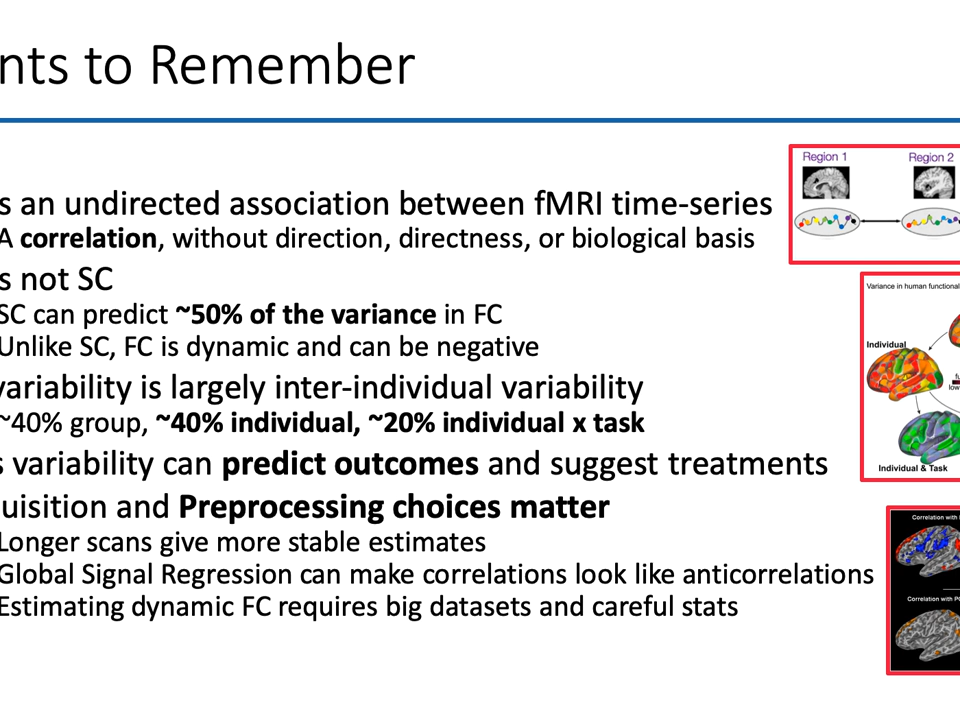 nts to Remember
s an undirected association between fMRI time-series
A correlation, without direction, directness, or biological basis
s not SC
SC can predict ~50% of the variance in FC
Unlike SC, FC is dynamic and can be negative
variability is largely inter-individual variability
~40% group, ~40% individual, ~20% individual x task
s variability can predict outcomes and suggest treatments
uisition and Preprocessing choices matter
Longer scans give more stable estimates
Global Signal Regression can make correlations look like anticorrelations
Estimating dynamic FC requires big datasets and careful stats
Region 1
Region 2
Variance in human functional
Individual
fu
low
Individual & Task
Correlation with
Correlation with PC